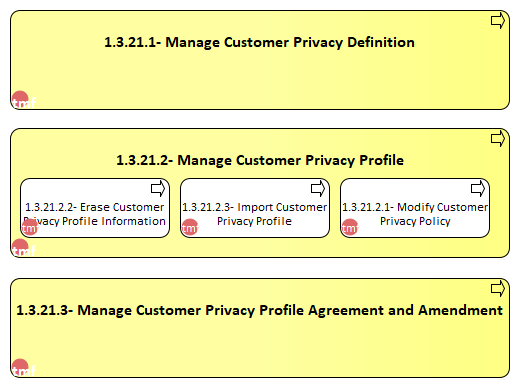 1.3.21.1- Manage Customer Privacy Definition
tmf
1.3.21.2- Manage Customer Privacy Profile
1.3.21.2.2- Erase Customer
Privacy Profile Information
tmf
1.3.21.2.3- Import Customer
Privacy Profile
tmf
1.3.21.2.1- Modify Customer
Privacy Policy
tmf
tmf
1.3.21.3- Manage Customer Privacy Profile Agreement and Amendment
tmf